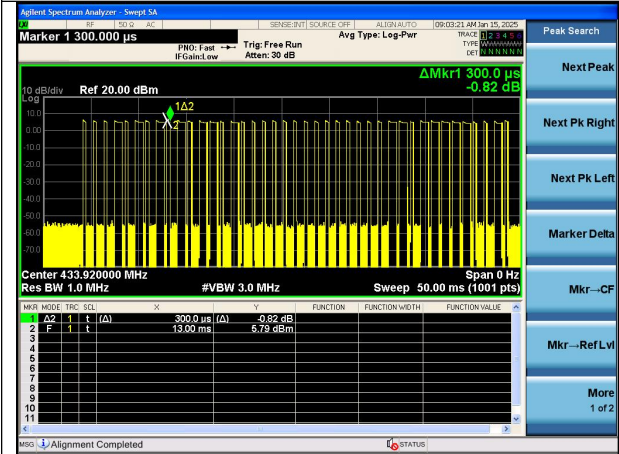 Agilent Spectrum Analyzer - Swept SA
LXI RF 50 Ω AC SENSE:INT SOURCE OFF ALIGN AUTO 09:03:21 AM Jan 15, 2025
Marker 1 300.000 µs
PNO: Fast
IFGain:Low
Trig: Free Run
Atten: 30 dB
Avg Type: Log-Pwr
TRACE 1 2 3 4 5 6
TYPE WWWWWW
DET N N N N N N
Peak Search
ΔMkr1 300.0 µs
-0.82 dB
10 dB/div Ref 20.00 dBm
Log
10.0
0.00
-10.0
-20.0
-30.0
-40.0
-50.0
-60.0
-70.0
1Δ2
2
Center 433.920000 MHz Span 0 Hz
Res BW 1.0 MHz #VBW 3.0 MHz Sweep 50.00 ms (1001 pts)
MKR MODE TRC SCL X Y FUNCTION FUNCTION WIDTH FUNCTION VALUE
1 Δ2 1 t (Δ) 300.0 µs (Δ) -0.82 dB
2 F 1 t 13.00 ms 5.79 dBm
3
4
5
6
7
8
9
10
11
MSG Alignment Completed STATUS
Next Peak
Next Pk Right
Next Pk Left
Marker Delta
Mkr→CF
Mkr→Ref Lvl
More
1 of 2